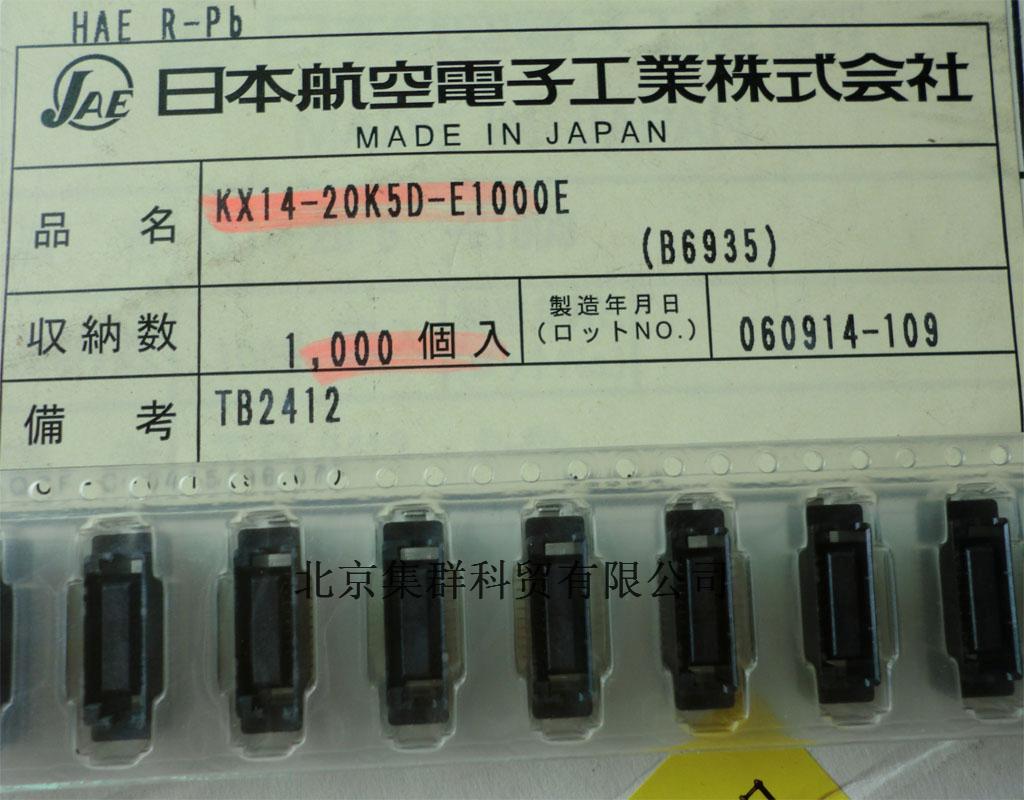 HAE R-Pb
JAE 日本航空電子工業株式会社
MADE IN JAPAN
品名 KX14-20K5D-E1000E
(B6935)
収納数 1,000 個入 製造年月日 060914-109
(ロットNO.)
備考 TB2412
北京集群科贸有限公司